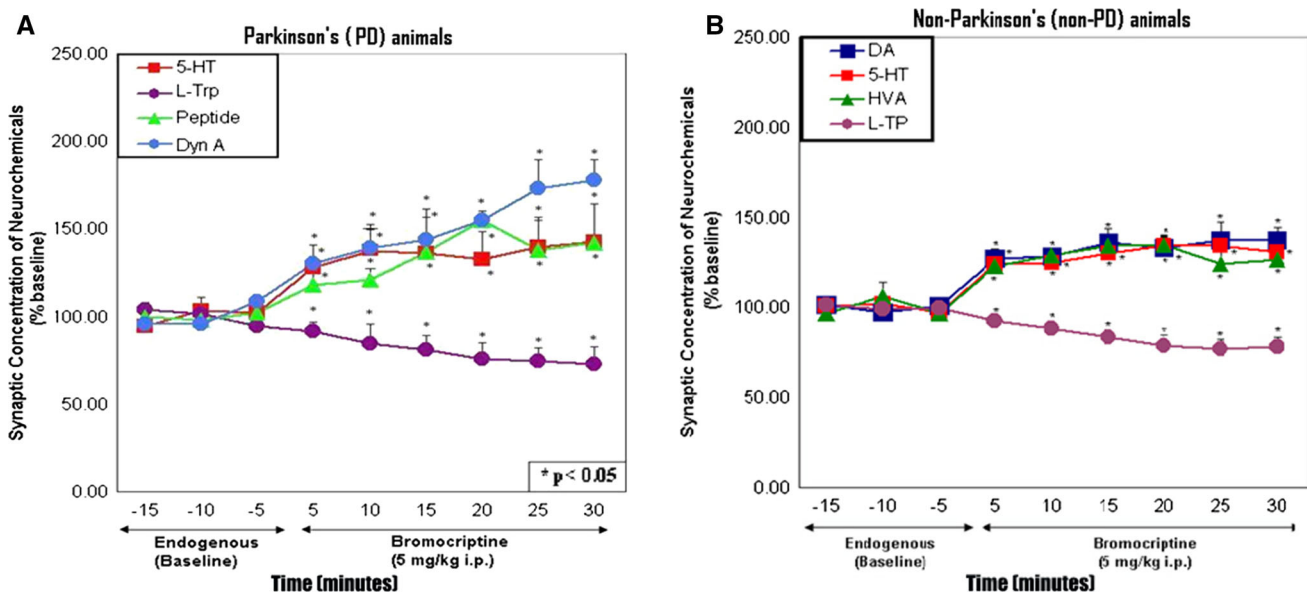 A
Parkinson's ( PD) animals
250.00
200.00
150.00
100.00
50.00
0.00
Synaptic Concentration of Neurochemicals
(% baseline)
5-HT
L-Trp
Peptide
Dyn A
* p < 0.05
-15 -10 -5 5 10 15 20 25 30
Endogenous
(Baseline)
Bromocriptine
(5 mg/kg i.p.)
Time (minutes)
B
Non-Parkinson's (non-PD) animals
250.00
200.00
150.00
100.00
50.00
0.00
Synaptic Concentration of Neurochemicals
(% baseline)
DA
5-HT
HVA
L-TP
-15 -10 -5 5 10 15 20 25 30
Endogenous
(Baseline)
Bromocriptine
(5 mg/kg i.p.)
Time (minutes)